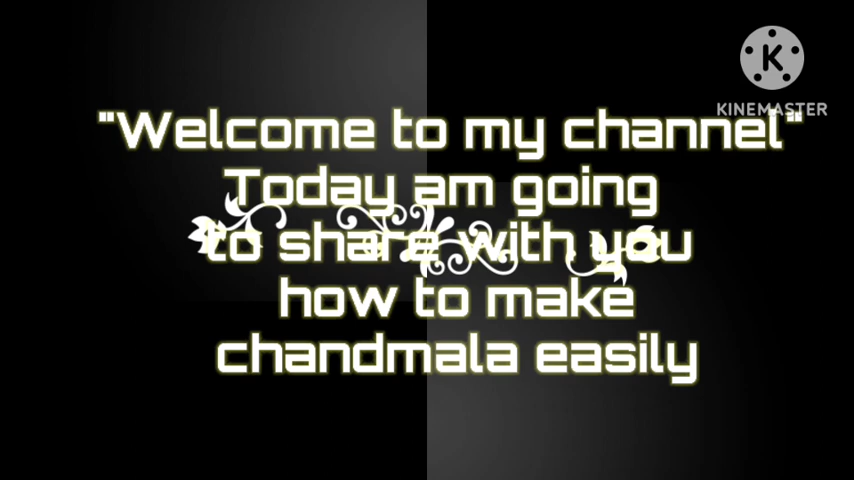 KINEMASTER
"Welcome to my channel"
Today am going
to share with you
how to make
chandmala easily